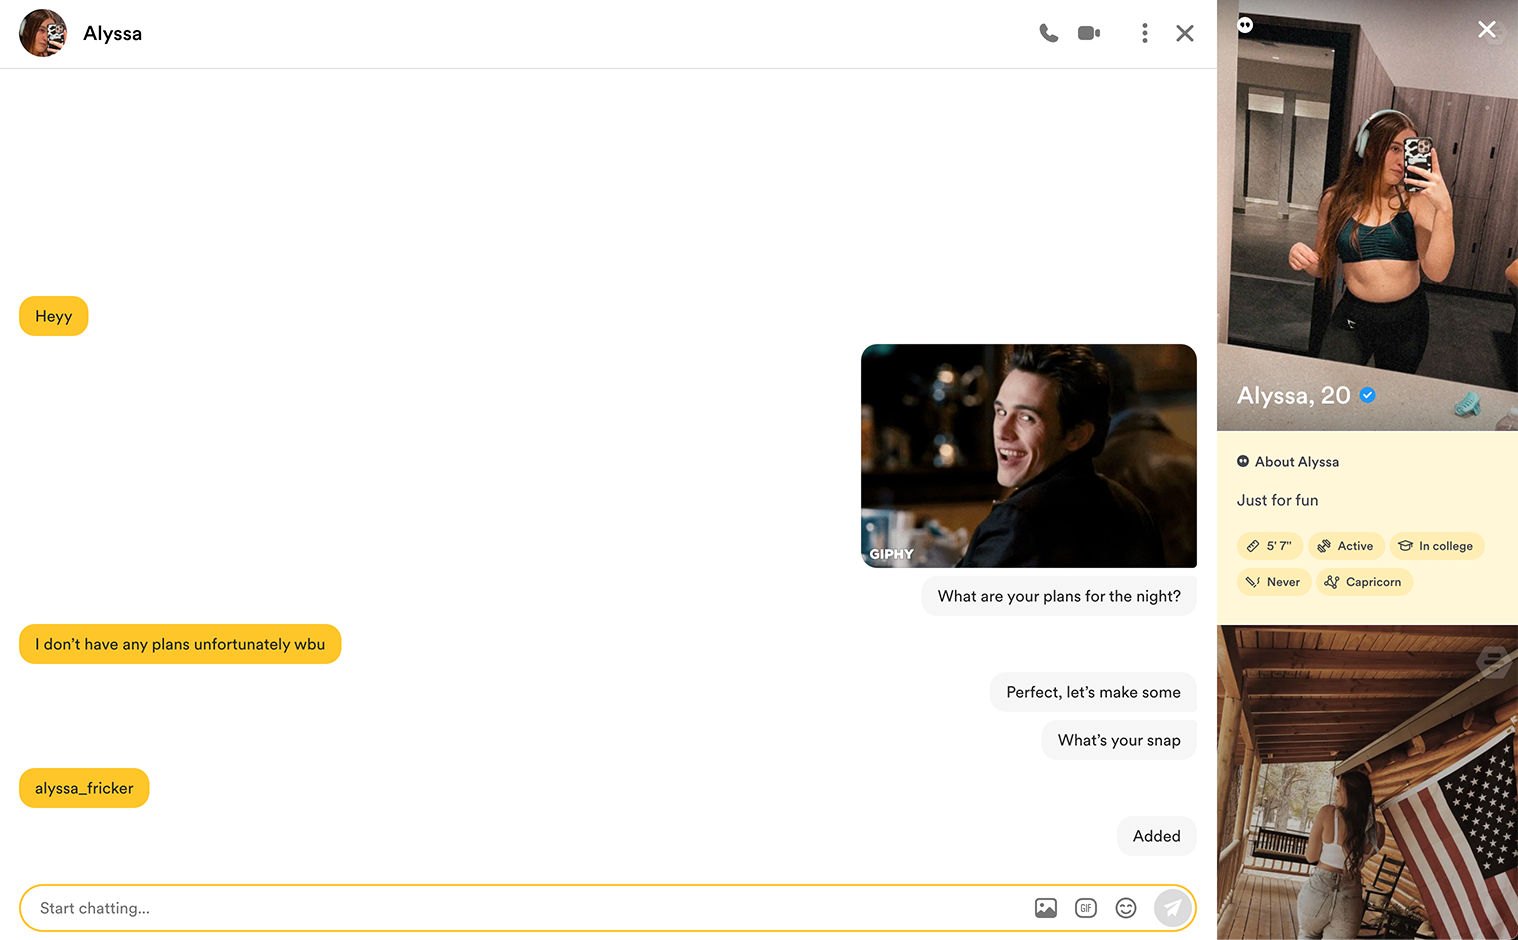 Alyssa
Heyy
GIPHY
What are your plans for the night?
I don’t have any plans unfortunately wbu
Perfect, let’s make some
What’s your snap
alyssa_fricker
Added
Start chatting...
GIF
Alyssa, 20
About Alyssa
Just for fun
5' 7"
Active
In college
Never
Capricorn